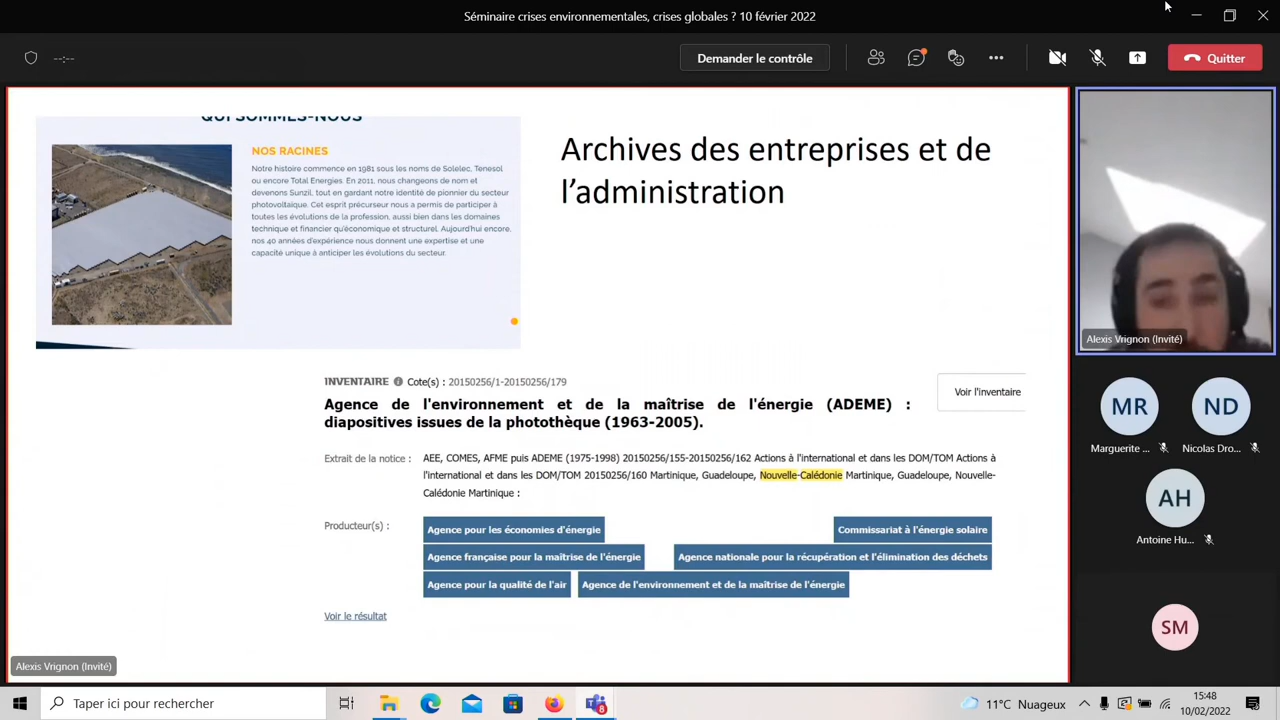 Séminaire crises environnementales, crises globales ? 10 février 2022
--:--
Demander le contrôle
Quitter
QUI SOMMES-NOUS
NOS RACINES
Notre histoire commence en 1981 sous les noms de Solelec, Tenesol
ou encore Total Energies. En 2011, nous changeons de nom et
devenons Sunzil, tout en gardant notre identité de pionnier du secteur
photovoltaïque. Cet esprit précurseur nous a permis de participer à
toutes les évolutions de la profession, aussi bien dans les domaines
technique et financier qu'économique et structurel. Aujourd'hui encore,
nos 40 années d'expérience nous donnent une expertise et une
capacité unique à anticiper les évolutions du secteur.
Archives des entreprises et de
l'administration
Alexis Vrignon (Invité)
INVENTAIRE Cote(s) : 20150256/1-20150256/179
Voir l'inventaire
Agence de l'environnement et de la maîtrise de l'énergie (ADEME) :
diapositives issues de la photothèque (1963-2005).
Extrait de la notice : AEE, COMES, AFME puis ADEME (1975-1998) 20150256/155-20150256/162 Actions à l'international et dans les DOM/TOM Actions à
l'international et dans les DOM/TOM 20150256/160 Martinique, Guadeloupe, Nouvelle-Calédonie Martinique, Guadeloupe, Nouvelle-
Calédonie Martinique :
Producteur(s) : Agence pour les économies d'énergie Commissariat à l'énergie solaire
Agence française pour la maîtrise de l'énergie Agence nationale pour la récupération et l'élimination des déchets
Agence pour la qualité de l'air Agence de l'environnement et de la maîtrise de l'énergie
Voir le résultat
MR
ND
Marguerite ...
Nicolas Dro...
AH
Antoine Hu...
SM
Alexis Vrignon (Invité)
Taper ici pour rechercher
8
11°C Nuageux
15:48
10/02/2022